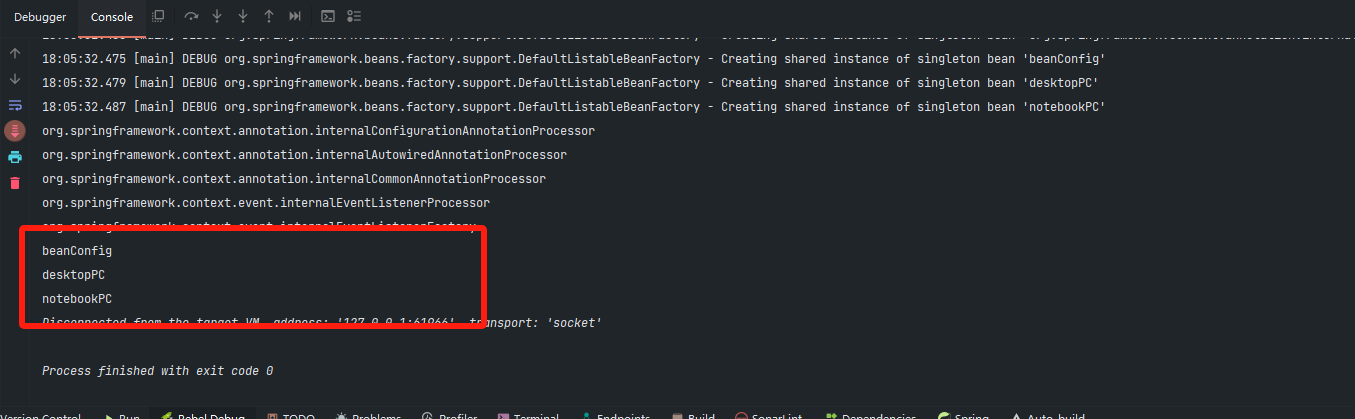 Debugger Console
18:05:32.475 [main] DEBUG org.springframework.beans.factory.support.DefaultListableBeanFactory - Creating shared instance of singleton bean 'beanConfig'
18:05:32.479 [main] DEBUG org.springframework.beans.factory.support.DefaultListableBeanFactory - Creating shared instance of singleton bean 'desktopPC'
18:05:32.487 [main] DEBUG org.springframework.beans.factory.support.DefaultListableBeanFactory - Creating shared instance of singleton bean 'notebookPC'
org.springframework.context.annotation.internalConfigurationAnnotationProcessor
org.springframework.context.annotation.internalAutowiredAnnotationProcessor
org.springframework.context.annotation.internalCommonAnnotationProcessor
org.springframework.context.event.internalEventListenerProcessor
org.springframework.context.event.internalEventListenerFactory
beanConfig
desktopPC
notebookPC
Disconnected from the target VM, address: '127.0.0.1:61966', transport: 'socket'
Process finished with exit code 0
Version Control Run Rebel Debug TODO Problems Profiler Terminal Endpoints Build SonarLint Dependencies Spring Auto-build